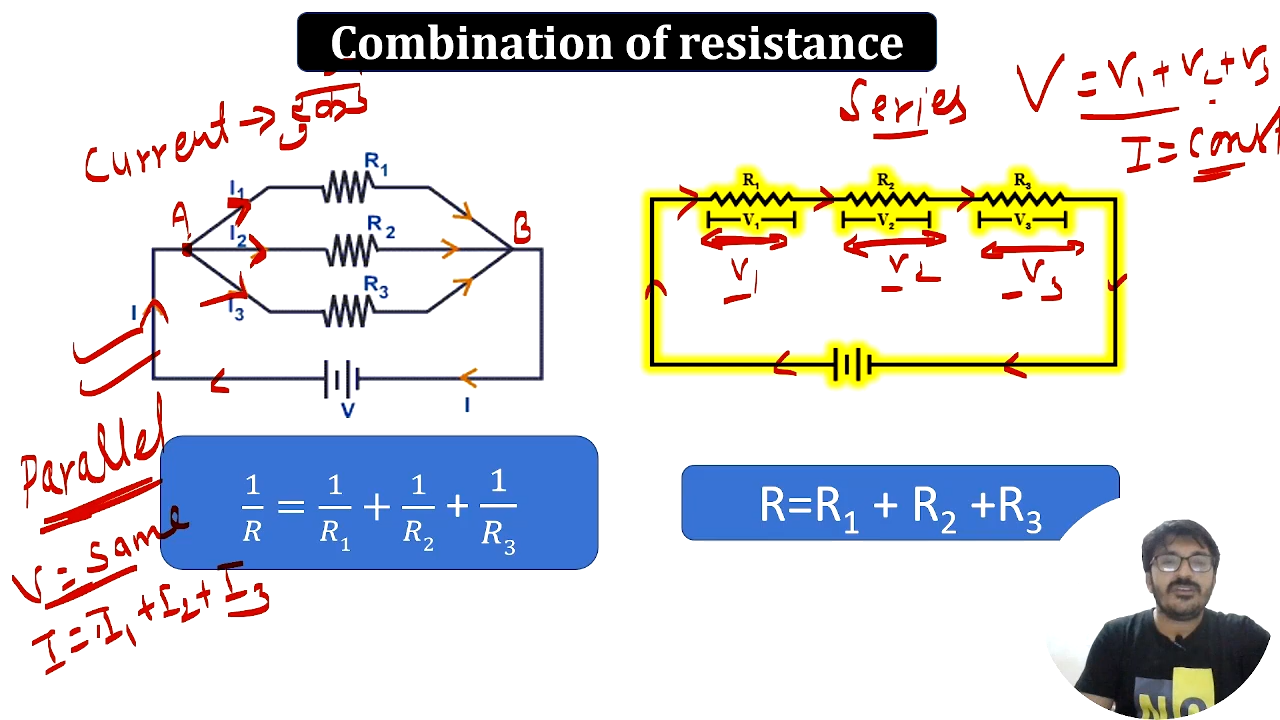 Combination of resistance
Current →
Series
V = V1 + V2 + V3
I = Const
R1
I1
A
I2
R2
B
I3
R3
I
V
I
R1 R2 R3
V1 V2 V3
V1 V2 V3
Parallel
V = Same
I = I1 + I2 + I3
1/R = 1/R1 + 1/R2 + 1/R3
R=R1 + R2 +R3